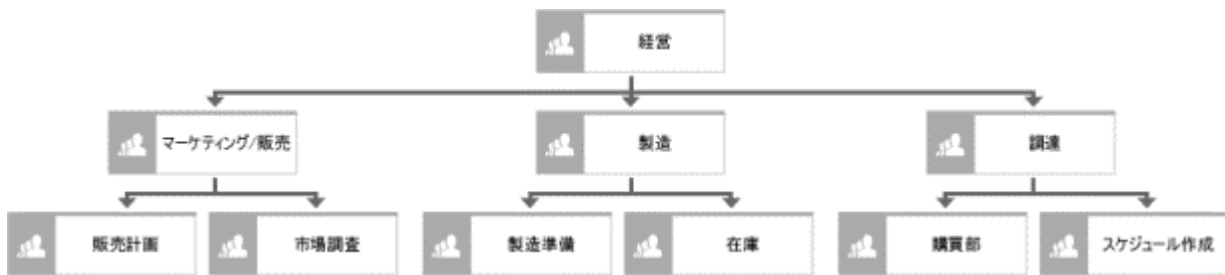 経営
マーケティング/販売
製造
調達
販売計画
市場調査
製造準備
在庫
購買部
スケジュール作成